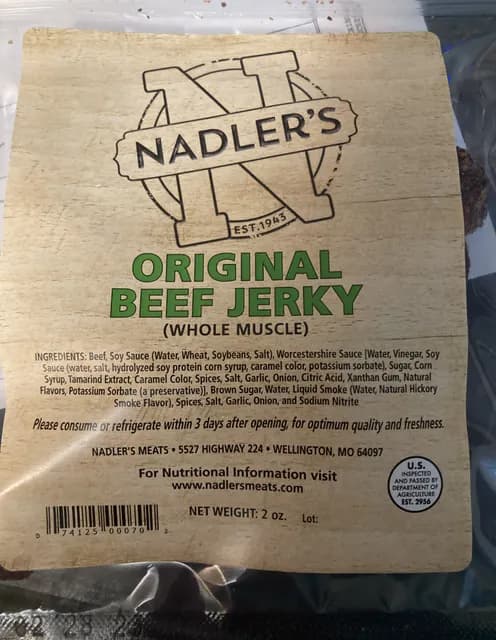 N
NADLER'S
EST. 1943
ORIGINAL
BEEF JERKY
(WHOLE MUSCLE)
INGREDIENTS: Beef, Soy Sauce (Water, Wheat, Soybeans, Salt), Worcestershire Sauce [Water, Vinegar, Soy
Sauce (water, salt, hydrolyzed soy protein corn syrup, caramel color, potassium sorbate), Sugar, Corn
Syrup, Tamarind Extract, Caramel Color, Spices, Salt, Garlic, Onion, Citric Acid, Xanthan Gum, Natural
Flavors, Potassium Sorbate (a preservative)], Brown Sugar, Water, Liquid Smoke (Water, Natural Hickory
Smoke Flavor), Spices, Salt, Garlic, Onion, and Sodium Nitrite
Please consume or refrigerate within 3 days after opening, for optimum quality and freshness.
NADLER'S MEATS • 5527 HIGHWAY 224 • WELLINGTON, MO 64097
For Nutritional Information visit
www.nadlersmeats.com
U.S.
INSPECTED
AND PASSED BY
DEPARTMENT OF
AGRICULTURE
EST. 2956
NET WEIGHT: 2 oz. Lot:
0 74125 00070 2